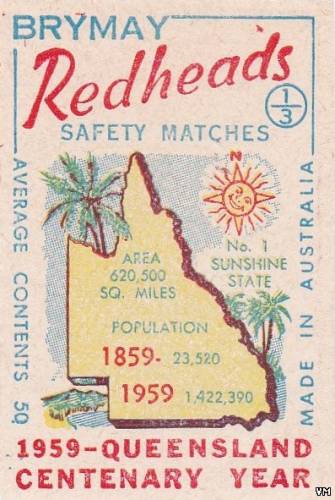 BRYMAY
Redheads
1/3
SAFETY MATCHES
AVERAGE CONTENTS 50
N
No. 1
SUNSHINE
STATE
AREA
620,500
SQ. MILES
POPULATION
1859- 23,520
1959 1,422,390
MADE IN AUSTRALIA
1959-QUEENSLAND
CENTENARY YEAR
VM